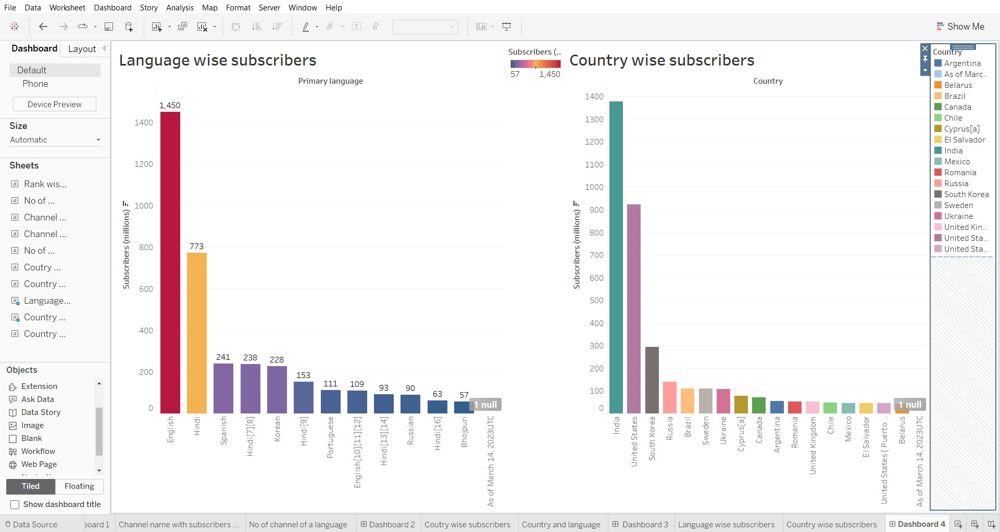 File Data Worksheet Dashboard Story Analysis Map Format Server Window Help
Show Me
Dashboard Layout
Default
Phone
Device Preview
Size
Automatic
Sheets
Rank wis...
No of ...
Channel ...
Channel ...
No of ...
Coutry ...
Country ...
Language...
Country ...
Country ...
Objects
Extension
Ask Data
Data Story
Image
Blank
Workflow
Web Page
Tiled Floating
Show dashboard title
Language wise subscribers
Primary language
Subscribers (millions)
1400
1200
1000
800
600
400
200
0
1,450
773
241
238
228
153
111
109
93
90
63
57
1 null
English
Hindi
Spanish
Hindi[7][8]
Korean
Hindi[9]
Portuguese
English[10][11][12]
Hindi[13][14]
Russian
Hindi[16]
Bhojpuri
As of March 14, 2023UTC
Subscribers (..
57 1,450
Country wise subscribers
Country
Subscribers (millions)
1400
1300
1200
1100
1000
900
800
700
600
500
400
300
200
100
0
1 null
India
United States
South Korea
Russia
Brazil
Sweden
Ukraine
Cyprus[a]
Canada
Argentina
Romania
United Kingdom
Chile
Mexico
El Salvador
United States ( Puerto ..
Belarus
As of March 14, 2023UTC
Country
Argentina
As of Marc..
Belarus
Brazil
Canada
Chile
Cyprus[a]
El Salvador
India
Mexico
Romania
Russia
South Korea
Sweden
Ukraine
United Kin..
United Sta..
United Sta..
Data Source board 1 Channel name with subscribers ... No of channel of a language Dashboard 2 Coutry wise subscribers Country and language Dashboard 3 Language wise subscribers Country wise subscribers Dashboard 4